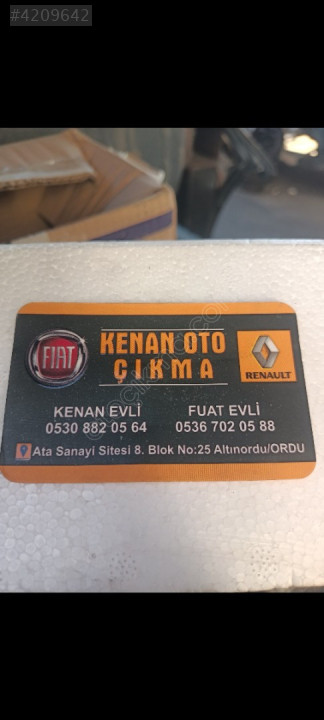 #4209642
KENAN OTO
ÇIKMA
FIAT
RENAULT
KENAN EVLİ
0530 882 05 64
FUAT EVLİ
0536 702 05 88
Ata Sanayi Sitesi 8. Blok No:25 Altınordu/ORDU